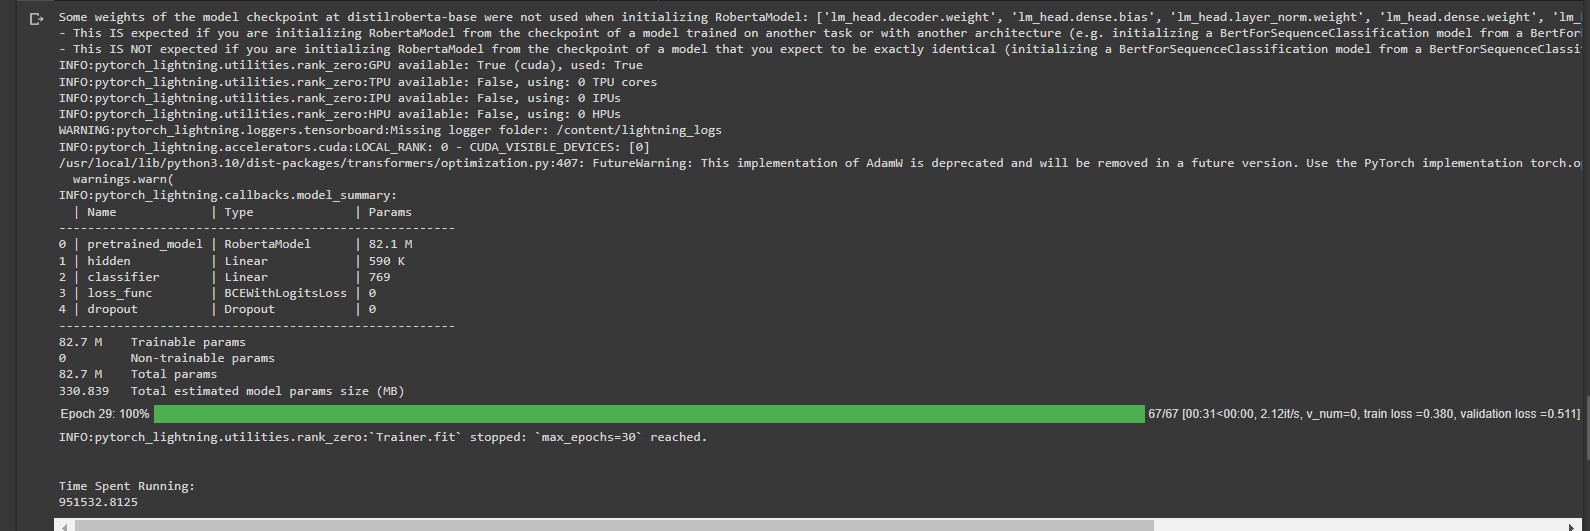 Some weights of the model checkpoint at distilroberta-base were not used when initializing RobertaModel: ['lm_head.decoder.weight', 'lm_head.dense.bias', 'lm_head.layer_norm.weight', 'lm_head.dense.weight', 'lm_
- This IS expected if you are initializing RobertaModel from the checkpoint of a model trained on another task or with another architecture (e.g. initializing a BertForSequenceClassification model from a BertFor
- This IS NOT expected if you are initializing RobertaModel from the checkpoint of a model that you expect to be exactly identical (initializing a BertForSequenceClassification model from a BertForSequenceClassi
INFO:pytorch_lightning.utilities.rank_zero:GPU available: True (cuda), used: True
INFO:pytorch_lightning.utilities.rank_zero:TPU available: False, using: 0 TPU cores
INFO:pytorch_lightning.utilities.rank_zero:IPU available: False, using: 0 IPUs
INFO:pytorch_lightning.utilities.rank_zero:HPU available: False, using: 0 HPUs
WARNING:pytorch_lightning.loggers.tensorboard:Missing logger folder: /content/lightning_logs
INFO:pytorch_lightning.accelerators.cuda:LOCAL_RANK: 0 - CUDA_VISIBLE_DEVICES: [0]
/usr/local/lib/python3.10/dist-packages/transformers/optimization.py:407: FutureWarning: This implementation of AdamW is deprecated and will be removed in a future version. Use the PyTorch implementation torch.o
  warnings.warn(
INFO:pytorch_lightning.callbacks.model_summary:
  | Name             | Type              | Params
-------------------------------------------------------
0 | pretrained_model | RobertaModel      | 82.1 M
1 | hidden           | Linear            | 590 K
2 | classifier       | Linear            | 769
3 | loss_func        | BCEWithLogitsLoss | 0
4 | dropout          | Dropout           | 0
-------------------------------------------------------
82.7 M    Trainable params
0         Non-trainable params
82.7 M    Total params
330.839   Total estimated model params size (MB)
Epoch 29: 100% 67/67 [00:31<00:00, 2.12it/s, v_num=0, train loss =0.380, validation loss =0.511]
INFO:pytorch_lightning.utilities.rank_zero:`Trainer.fit` stopped: `max_epochs=30` reached.
Time Spent Running:
951532.8125